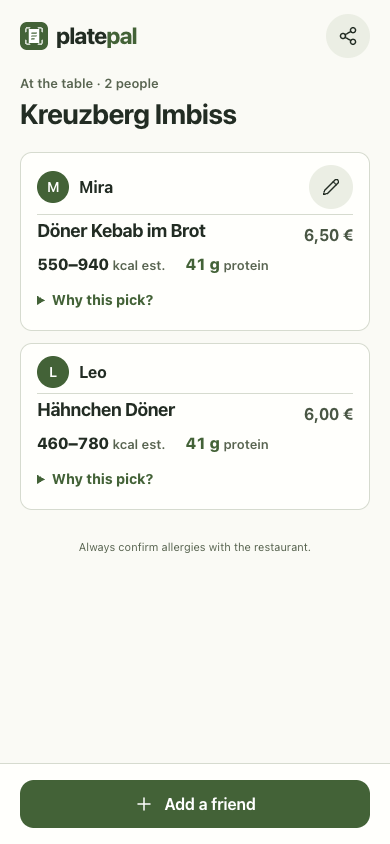 platepal
At the table · 2 people
Kreuzberg Imbiss
M Mira
Döner Kebab im Brot 6,50 €
550–940 kcal est. 41 g protein
Why this pick?
L Leo
Hähnchen Döner 6,00 €
460–780 kcal est. 41 g protein
Why this pick?
Always confirm allergies with the restaurant.
Add a friend